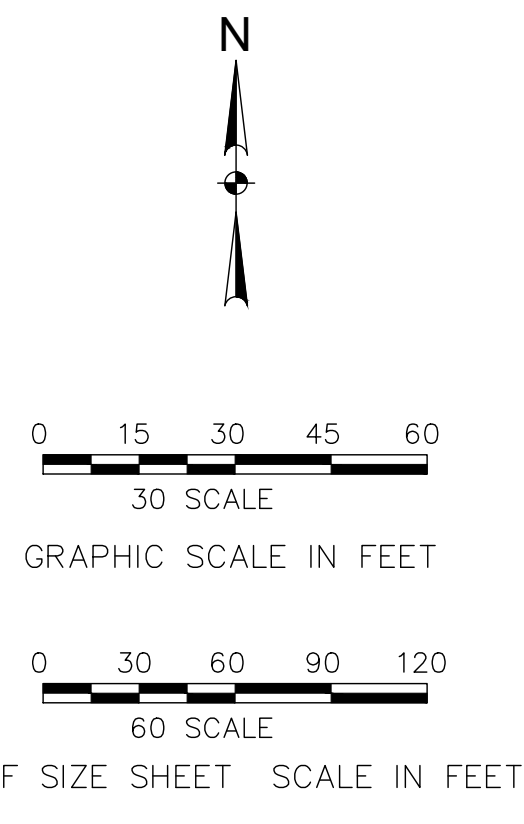 N
0 15 30 45 60
30 SCALE
GRAPHIC SCALE IN FEET
0 30 60 90 120
60 SCALE
F SIZE SHEET SCALE IN FEET